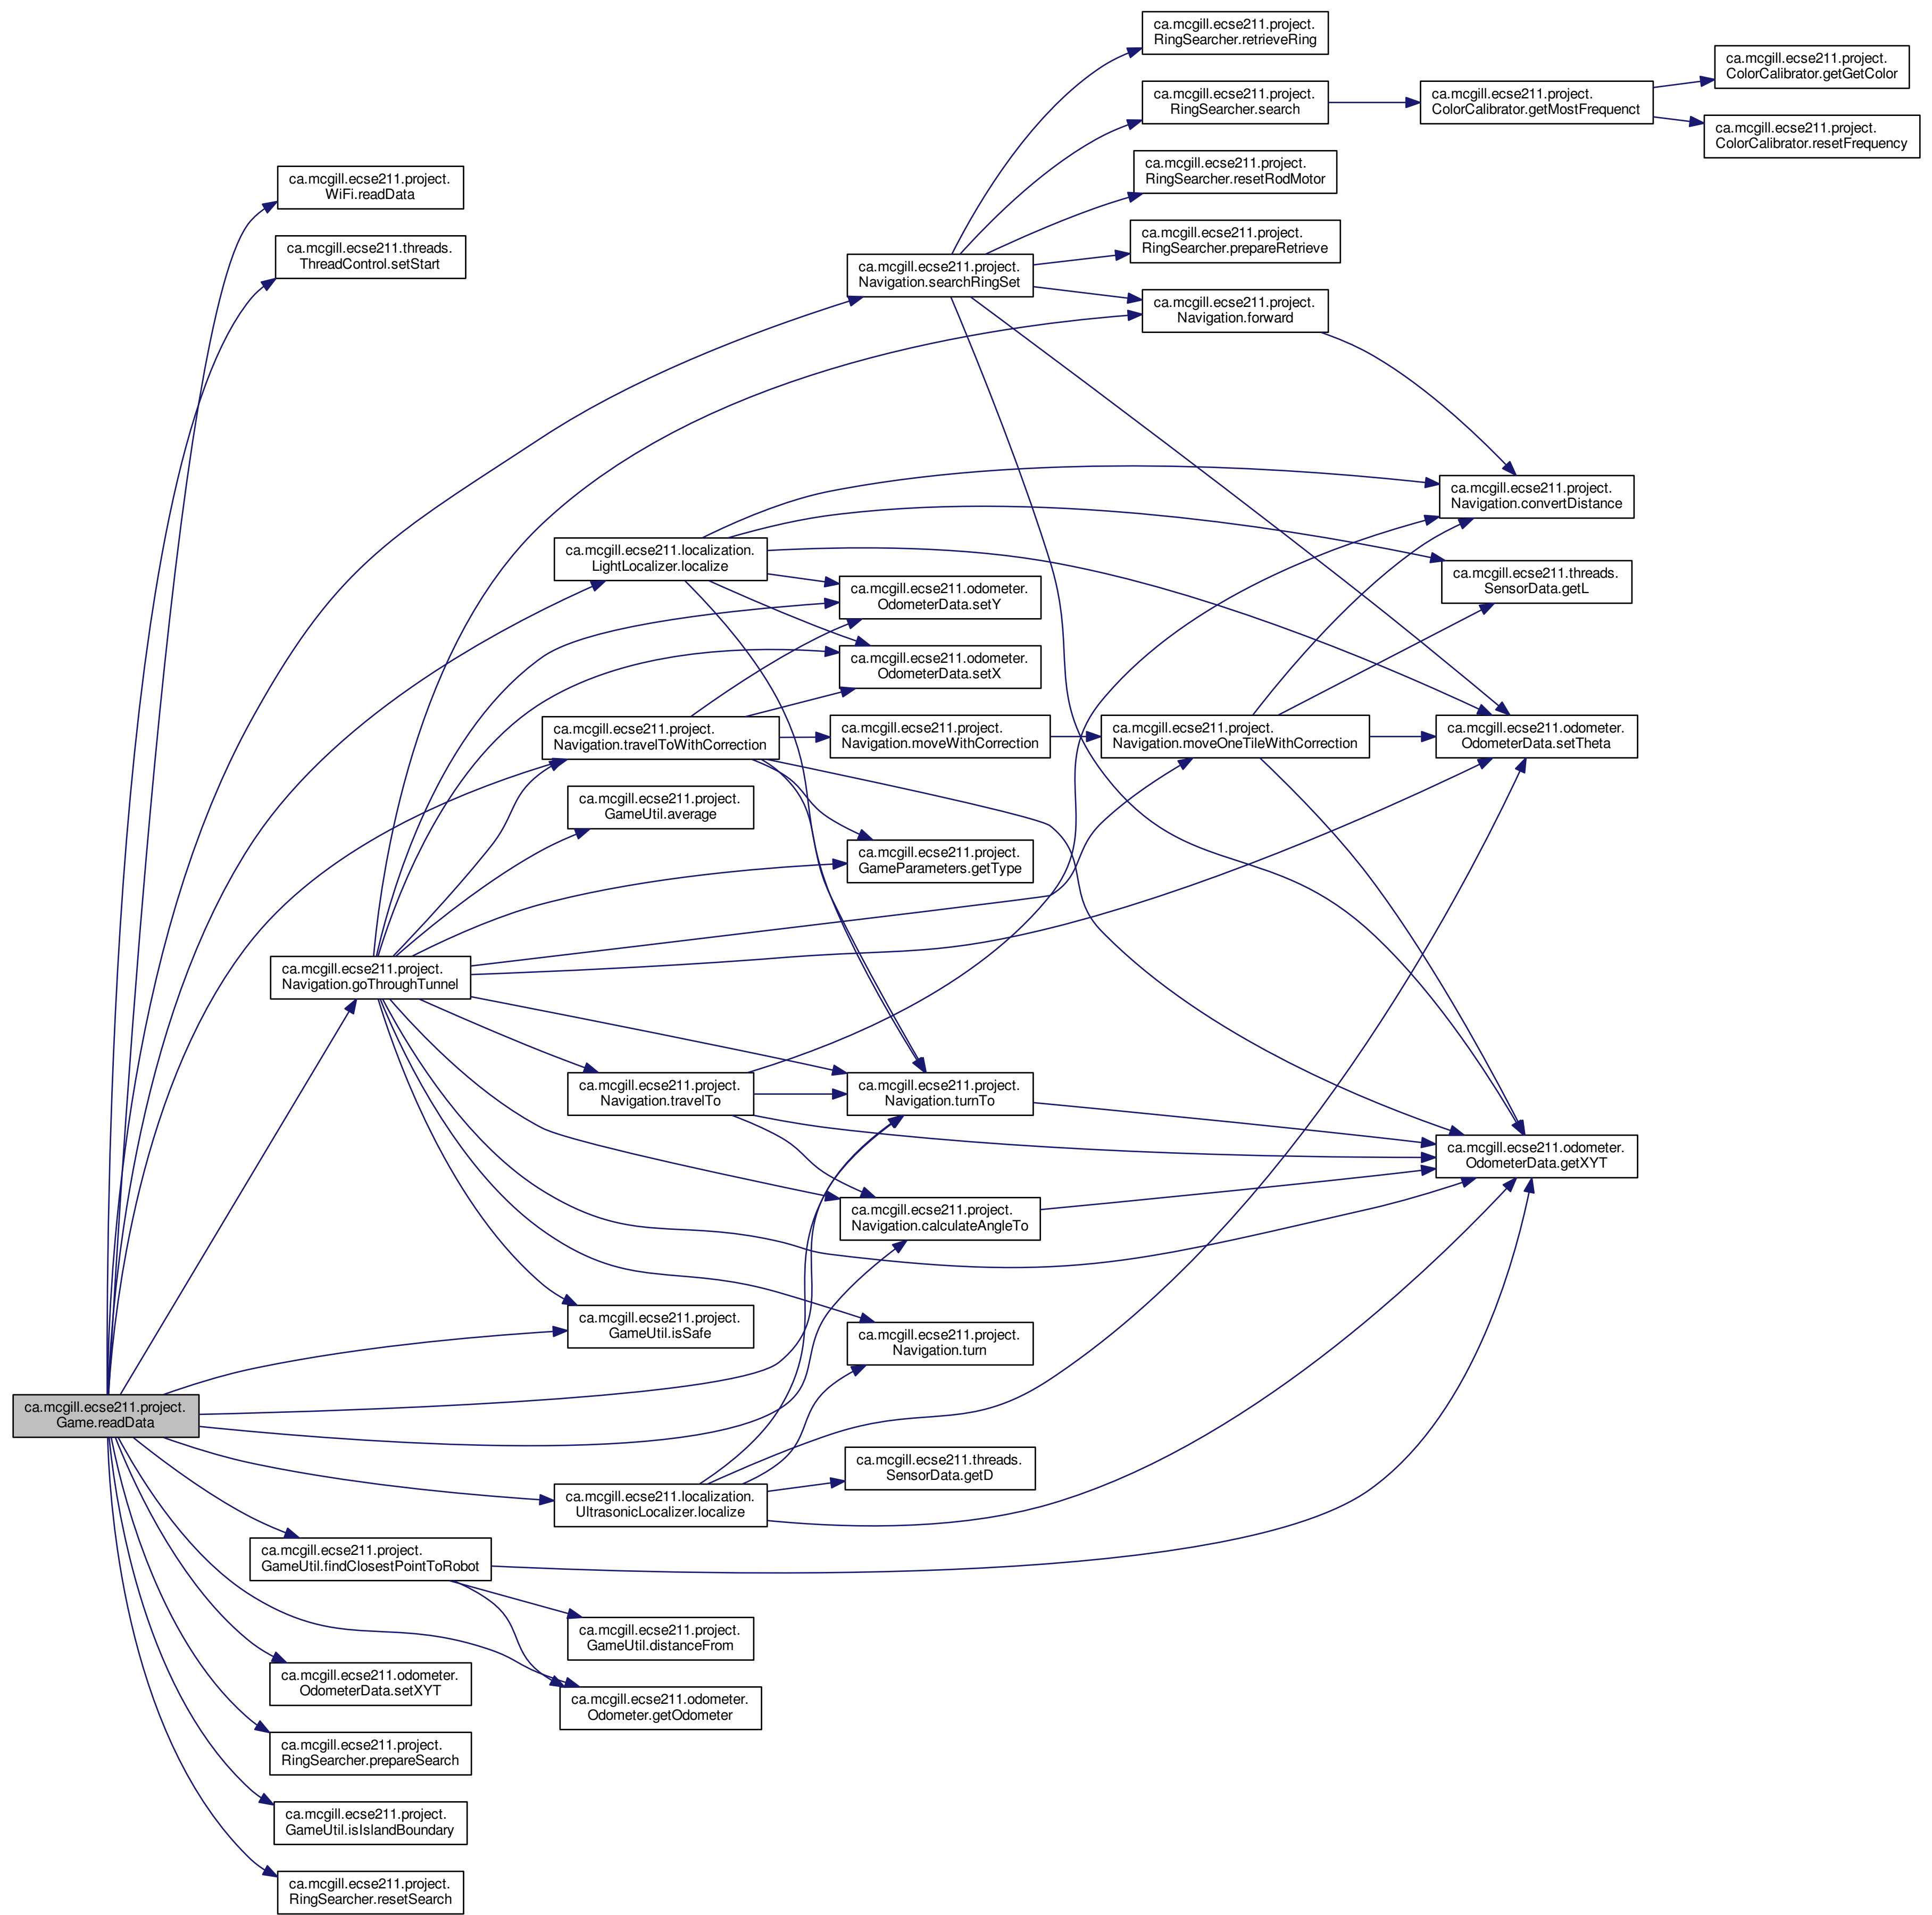 ca.mcgill.ecse211.project.
RingSearcher.retrieveRing
ca.mcgill.ecse211.project.
ColorCalibrator.getGetColor
ca.mcgill.ecse211.project.
RingSearcher.search
ca.mcgill.ecse211.project.
ColorCalibrator.getMostFrequenct
ca.mcgill.ecse211.project.
ColorCalibrator.resetFrequency
ca.mcgill.ecse211.project.
RingSearcher.resetRodMotor
ca.mcgill.ecse211.project.
WiFi.readData
ca.mcgill.ecse211.project.
RingSearcher.prepareRetrieve
ca.mcgill.ecse211.threads.
ThreadControl.setStart
ca.mcgill.ecse211.project.
Navigation.searchRingSet
ca.mcgill.ecse211.project.
Navigation.forward
ca.mcgill.ecse211.project.
Navigation.convertDistance
ca.mcgill.ecse211.localization.
LightLocalizer.localize
ca.mcgill.ecse211.threads.
SensorData.getL
ca.mcgill.ecse211.odometer.
OdometerData.setY
ca.mcgill.ecse211.odometer.
OdometerData.setX
ca.mcgill.ecse211.project.
Navigation.travelToWithCorrection
ca.mcgill.ecse211.project.
Navigation.moveWithCorrection
ca.mcgill.ecse211.project.
Navigation.moveOneTileWithCorrection
ca.mcgill.ecse211.odometer.
OdometerData.setTheta
ca.mcgill.ecse211.project.
GameUtil.average
ca.mcgill.ecse211.project.
GameParameters.getType
ca.mcgill.ecse211.project.
Navigation.goThroughTunnel
ca.mcgill.ecse211.project.
Navigation.travelTo
ca.mcgill.ecse211.project.
Navigation.turnTo
ca.mcgill.ecse211.odometer.
OdometerData.getXYT
ca.mcgill.ecse211.project.
Navigation.calculateAngleTo
ca.mcgill.ecse211.project.
GameUtil.isSafe
ca.mcgill.ecse211.project.
Navigation.turn
ca.mcgill.ecse211.project.
Game.readData
ca.mcgill.ecse211.threads.
SensorData.getD
ca.mcgill.ecse211.localization.
UltrasonicLocalizer.localize
ca.mcgill.ecse211.project.
GameUtil.findClosestPointToRobot
ca.mcgill.ecse211.project.
GameUtil.distanceFrom
ca.mcgill.ecse211.odometer.
OdometerData.setXYT
ca.mcgill.ecse211.odometer.
Odometer.getOdometer
ca.mcgill.ecse211.project.
RingSearcher.prepareSearch
ca.mcgill.ecse211.project.
GameUtil.isIslandBoundary
ca.mcgill.ecse211.project.
RingSearcher.resetSearch